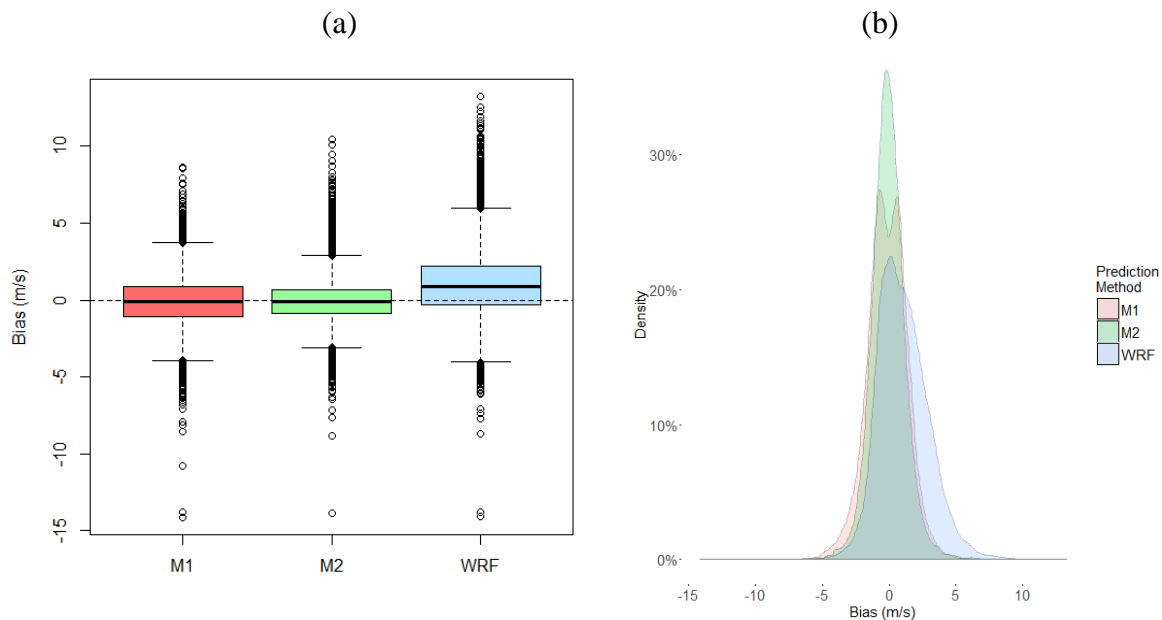 (a)
(b)
Bias (m/s)
10
5
0
-5
-10
-15
M1
M2
WRF
Density
30%
20%
10%
0%
-15
-10
-5
0
5
10
Bias (m/s)
Prediction
Method
M1
M2
WRF